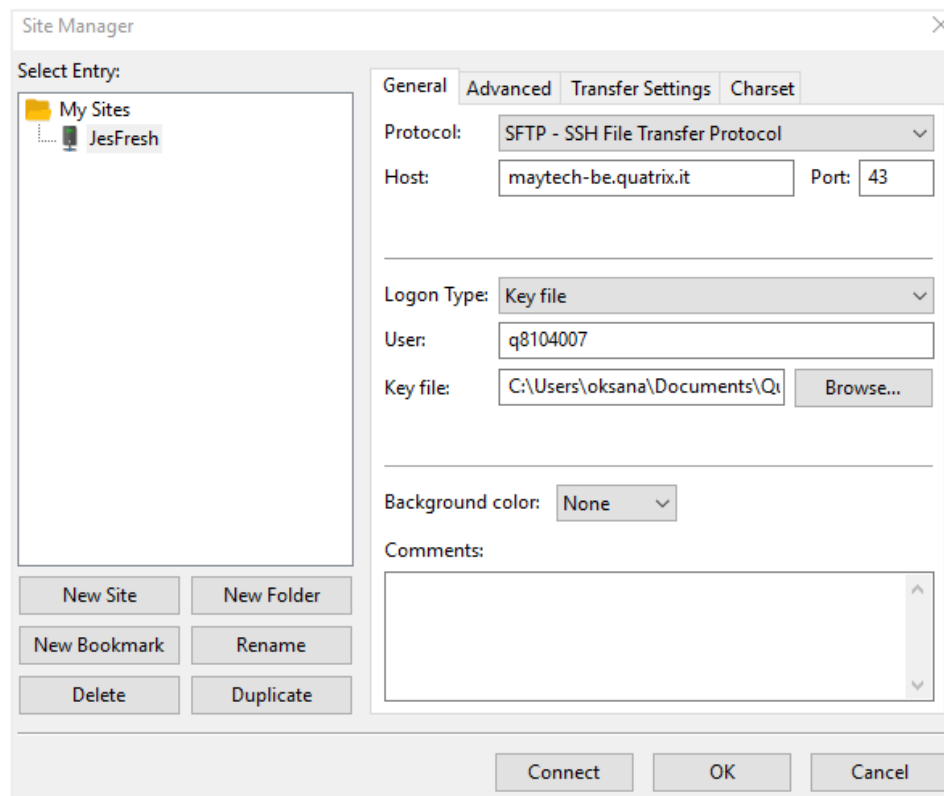 Site Manager
Select Entry:
My Sites
JesFresh
New Site
New Folder
New Bookmark
Rename
Delete
Duplicate
General
Advanced
Transfer Settings
Charset
Protocol:
SFTP - SSH File Transfer Protocol
Host:
maytech-be.quatrix.it
Port:
43
Logon Type:
Key file
User:
q8104007
Key file:
C:\Users\oksana\Documents\Qu
Browse...
Background color:
None
Comments:
Connect
OK
Cancel